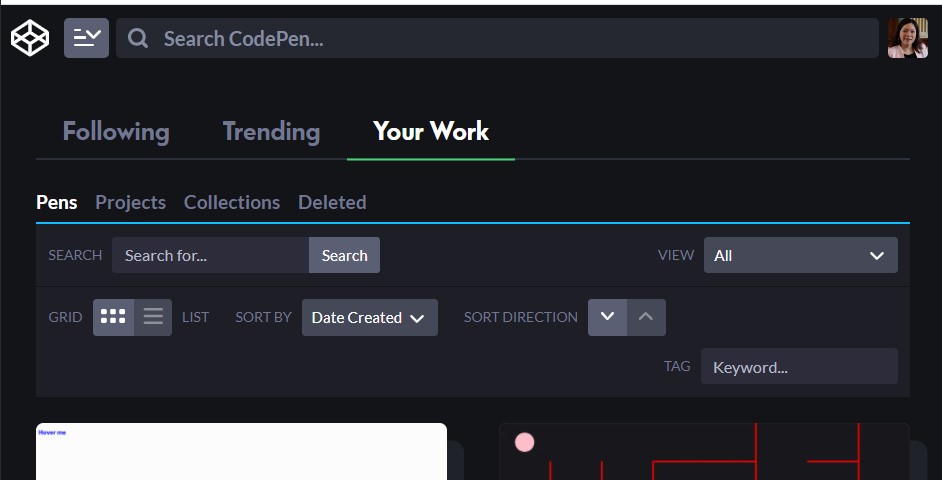 Search CodePen...
Following Trending Your Work
Pens Projects Collections Deleted
SEARCH Search for... Search VIEW All
GRID LIST SORT BY Date Created SORT DIRECTION
TAG Keyword...
Hover me